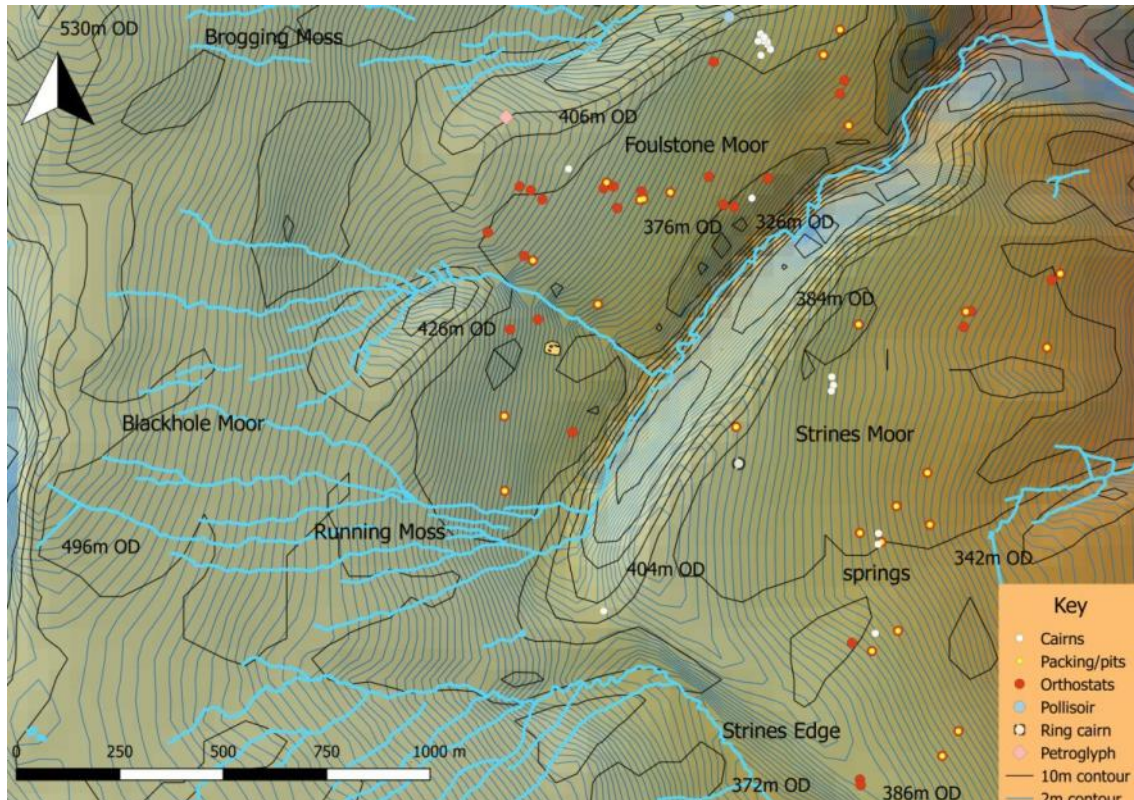 530m OD
Brogging Moss
406m OD
Foulstone Moor
376m OD
326m OD
384m OD
426m OD
Blackhole Moor
Strines Moor
Running Moss
496m OD
404m OD
springs
342m OD
Strines Edge
372m OD
386m OD
0 250 500 750 1000 m
Key
Cairns
Packing/pits
Orthostats
Pollisoir
Ring cairn
Petroglyph
10m contour
2m contour